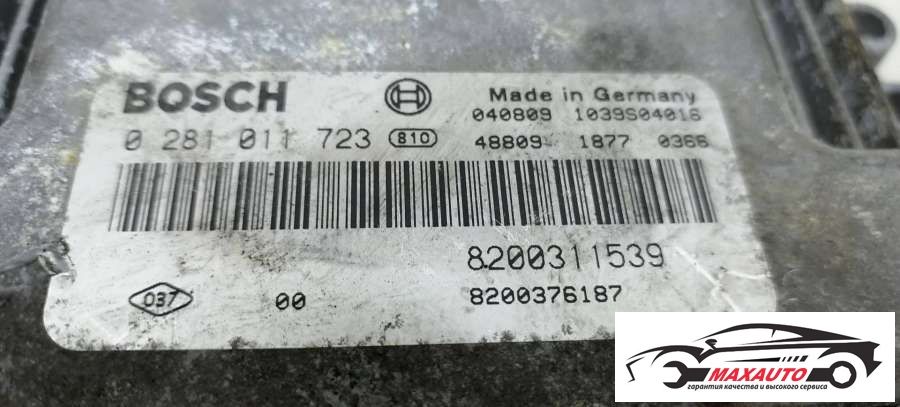 BOSCH
Made in Germany
040809 1039S04016
0 281 011 723 810
48809 1877 0366
8200311539
037 00 8200376187
MAXAUTO
гарантия качества и высокого сервиса